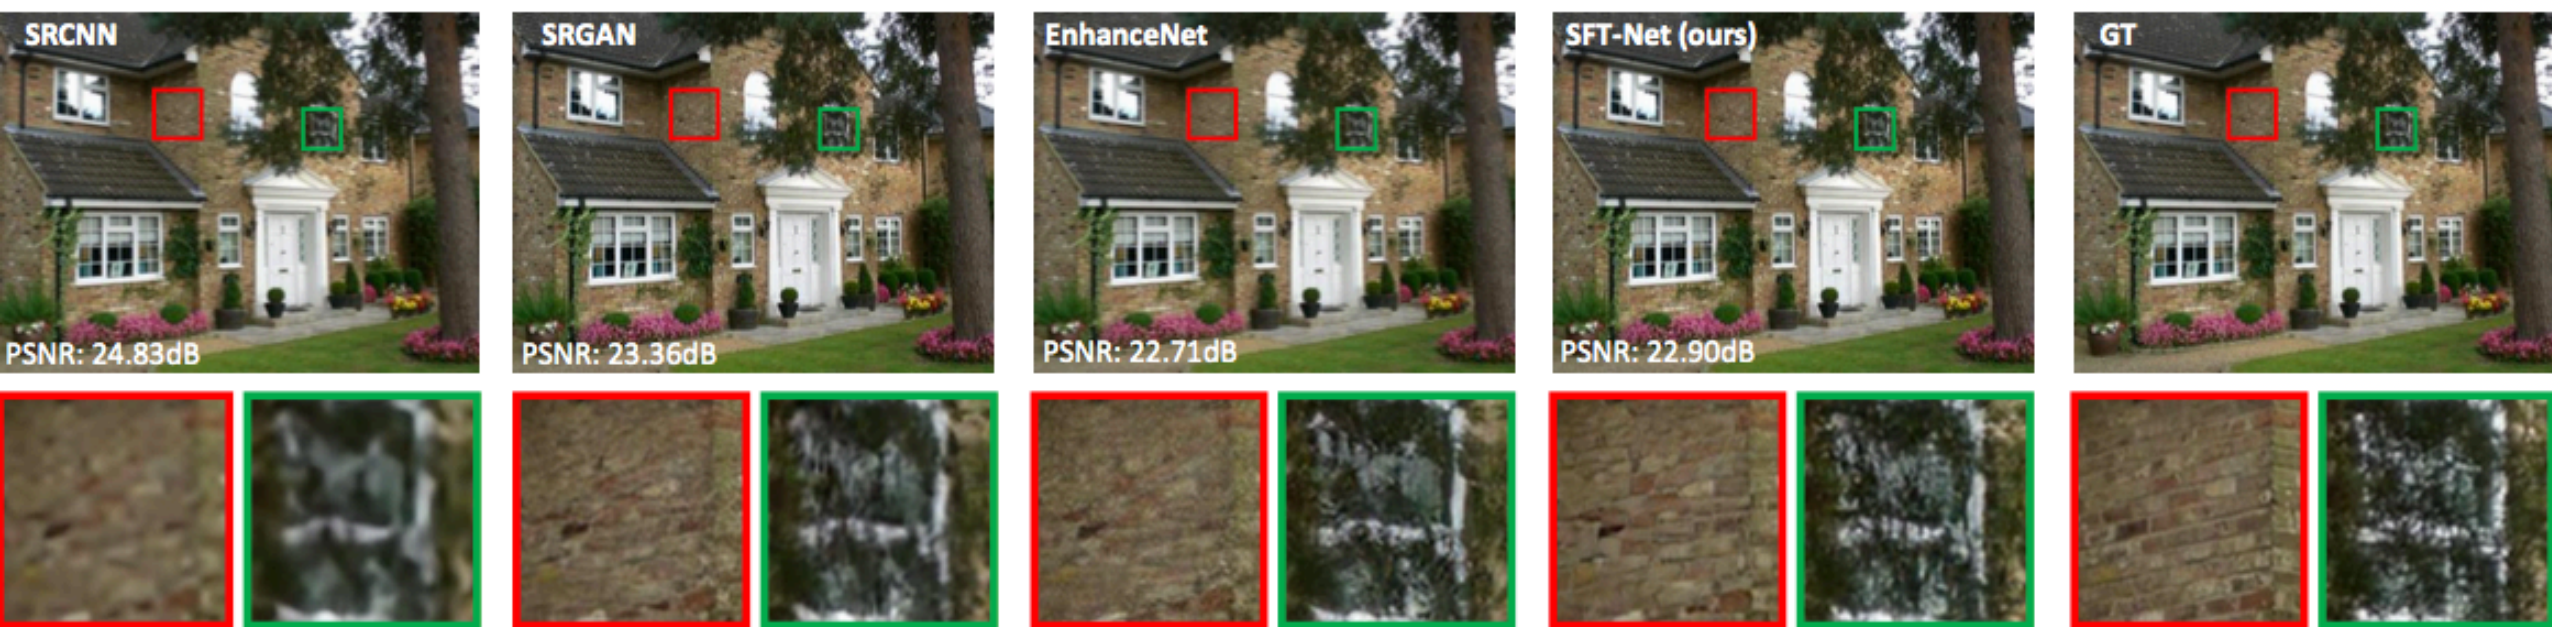 SRCNN
SRGAN
EnhanceNet
SFT-Net (ours)
GT
PSNR: 24.83dB
PSNR: 23.36dB
PSNR: 22.71dB
PSNR: 22.90dB